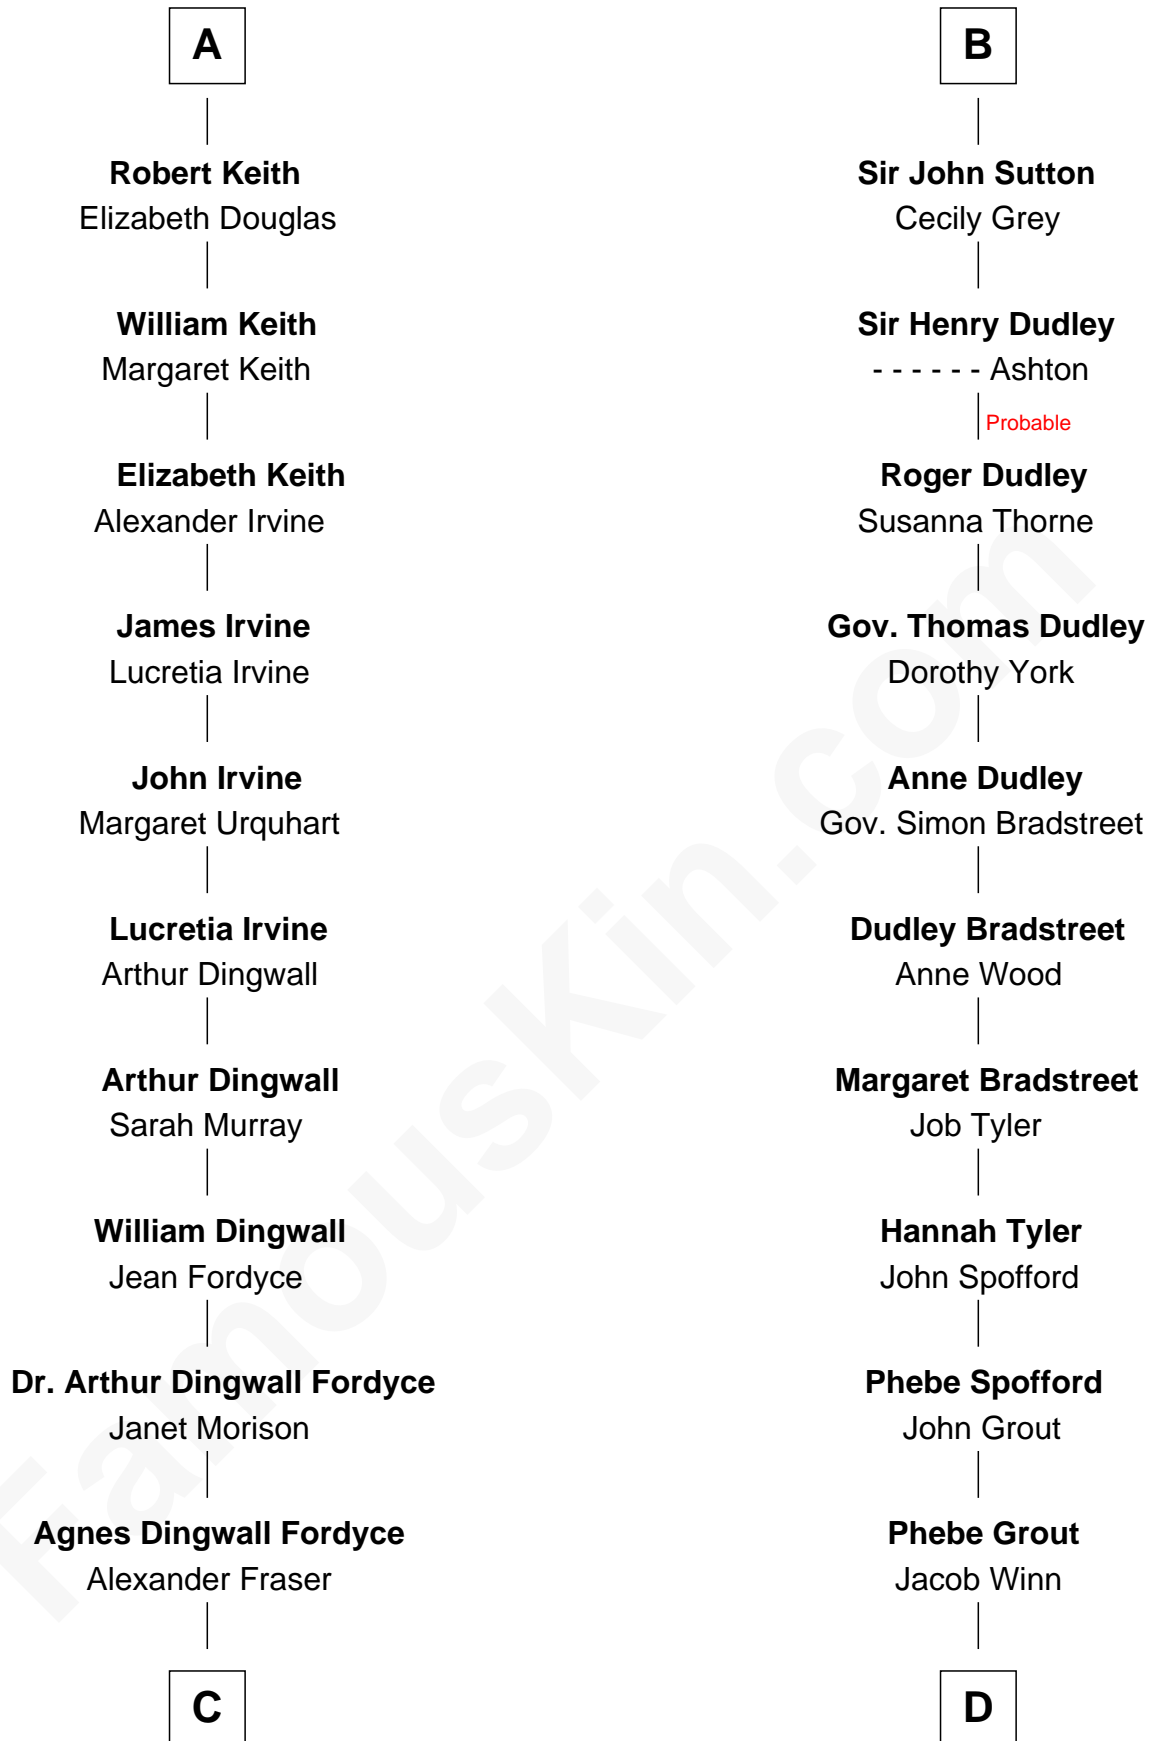 A
Robert Keith
Elizabeth Douglas
William Keith
Margaret Keith
Elizabeth Keith
Alexander Irvine
James Irvine
Lucretia Irvine
John Irvine
Margaret Urquhart
Lucretia Irvine
Arthur Dingwall
Arthur Dingwall
Sarah Murray
William Dingwall
Jean Fordyce
Dr. Arthur Dingwall Fordyce
Janet Morison
Agnes Dingwall Fordyce
Alexander Fraser
C
B
Sir John Sutton
Cecily Grey
Sir Henry Dudley
- - - - - - Ashton
Probable
Roger Dudley
Susanna Thorne
Gov. Thomas Dudley
Dorothy York
Anne Dudley
Gov. Simon Bradstreet
Dudley Bradstreet
Anne Wood
Margaret Bradstreet
Job Tyler
Hannah Tyler
John Spofford
Phebe Spofford
John Grout
Phebe Grout
Jacob Winn
D
FamousKin.com